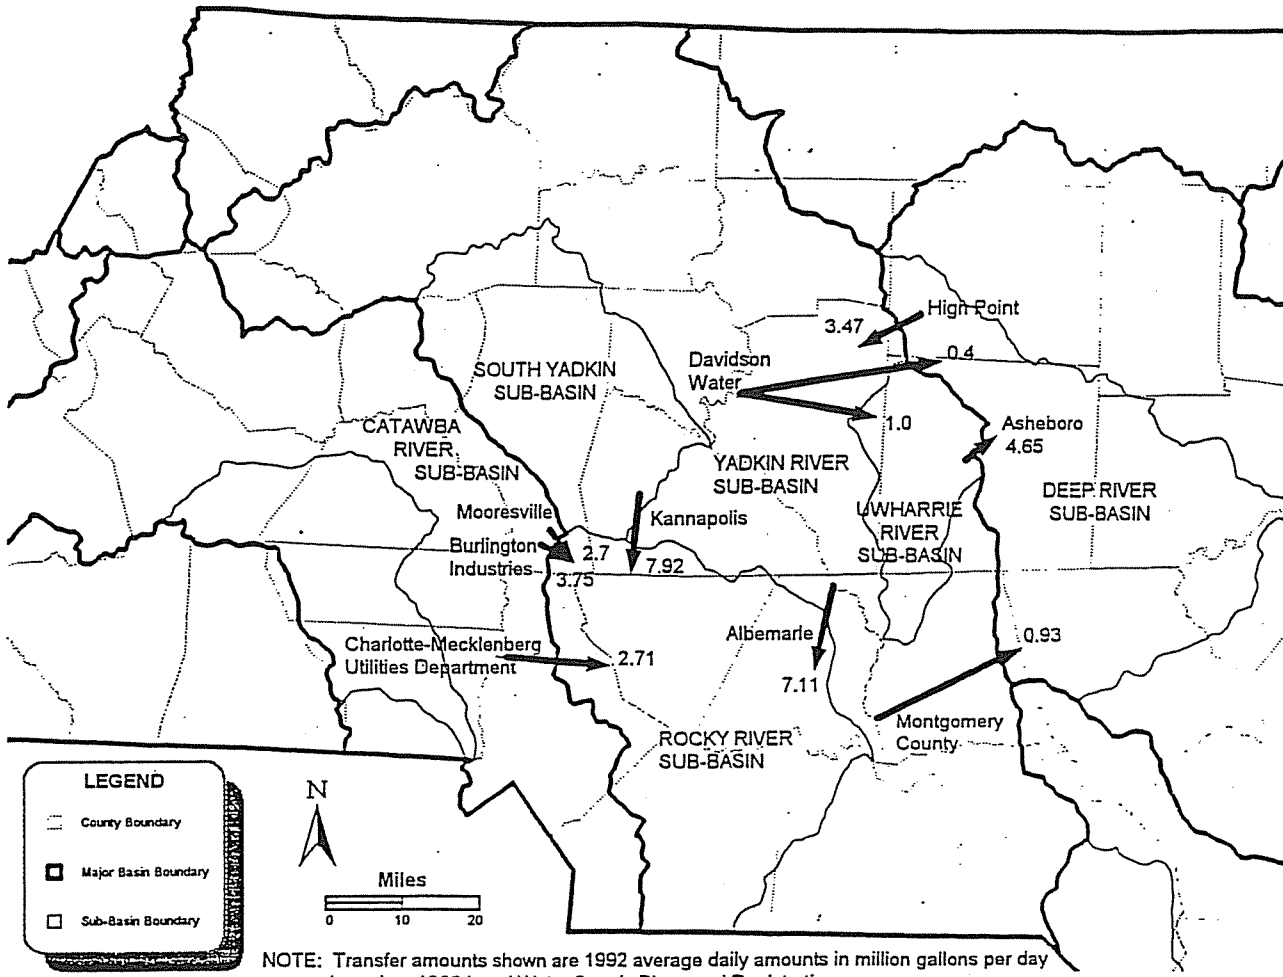 High Point
3.47
0.4
Davidson
Water
SOUTH YADKIN
SUB-BASIN
1.0
Asheboro
4.65
CATAWBA
RIVER
SUB-BASIN
YADKIN RIVER
SUB-BASIN
DEEP RIVER
SUB-BASIN
UWHARRIE
RIVER
SUB-BASIN
Mooresville
Kannapolis
Burlington
Industries
2.7
7.92
3.75
Albemarle
0.93
Charlotte-Mecklenberg
Utilities Department
2.71
7.11
Montgomery
County
ROCKY RIVER
SUB-BASIN
LEGEND
County Boundary
Major Basin Boundary
Sub-Basin Boundary
N
Miles
0 10 20
NOTE: Transfer amounts shown are 1992 average daily amounts in million gallons per day